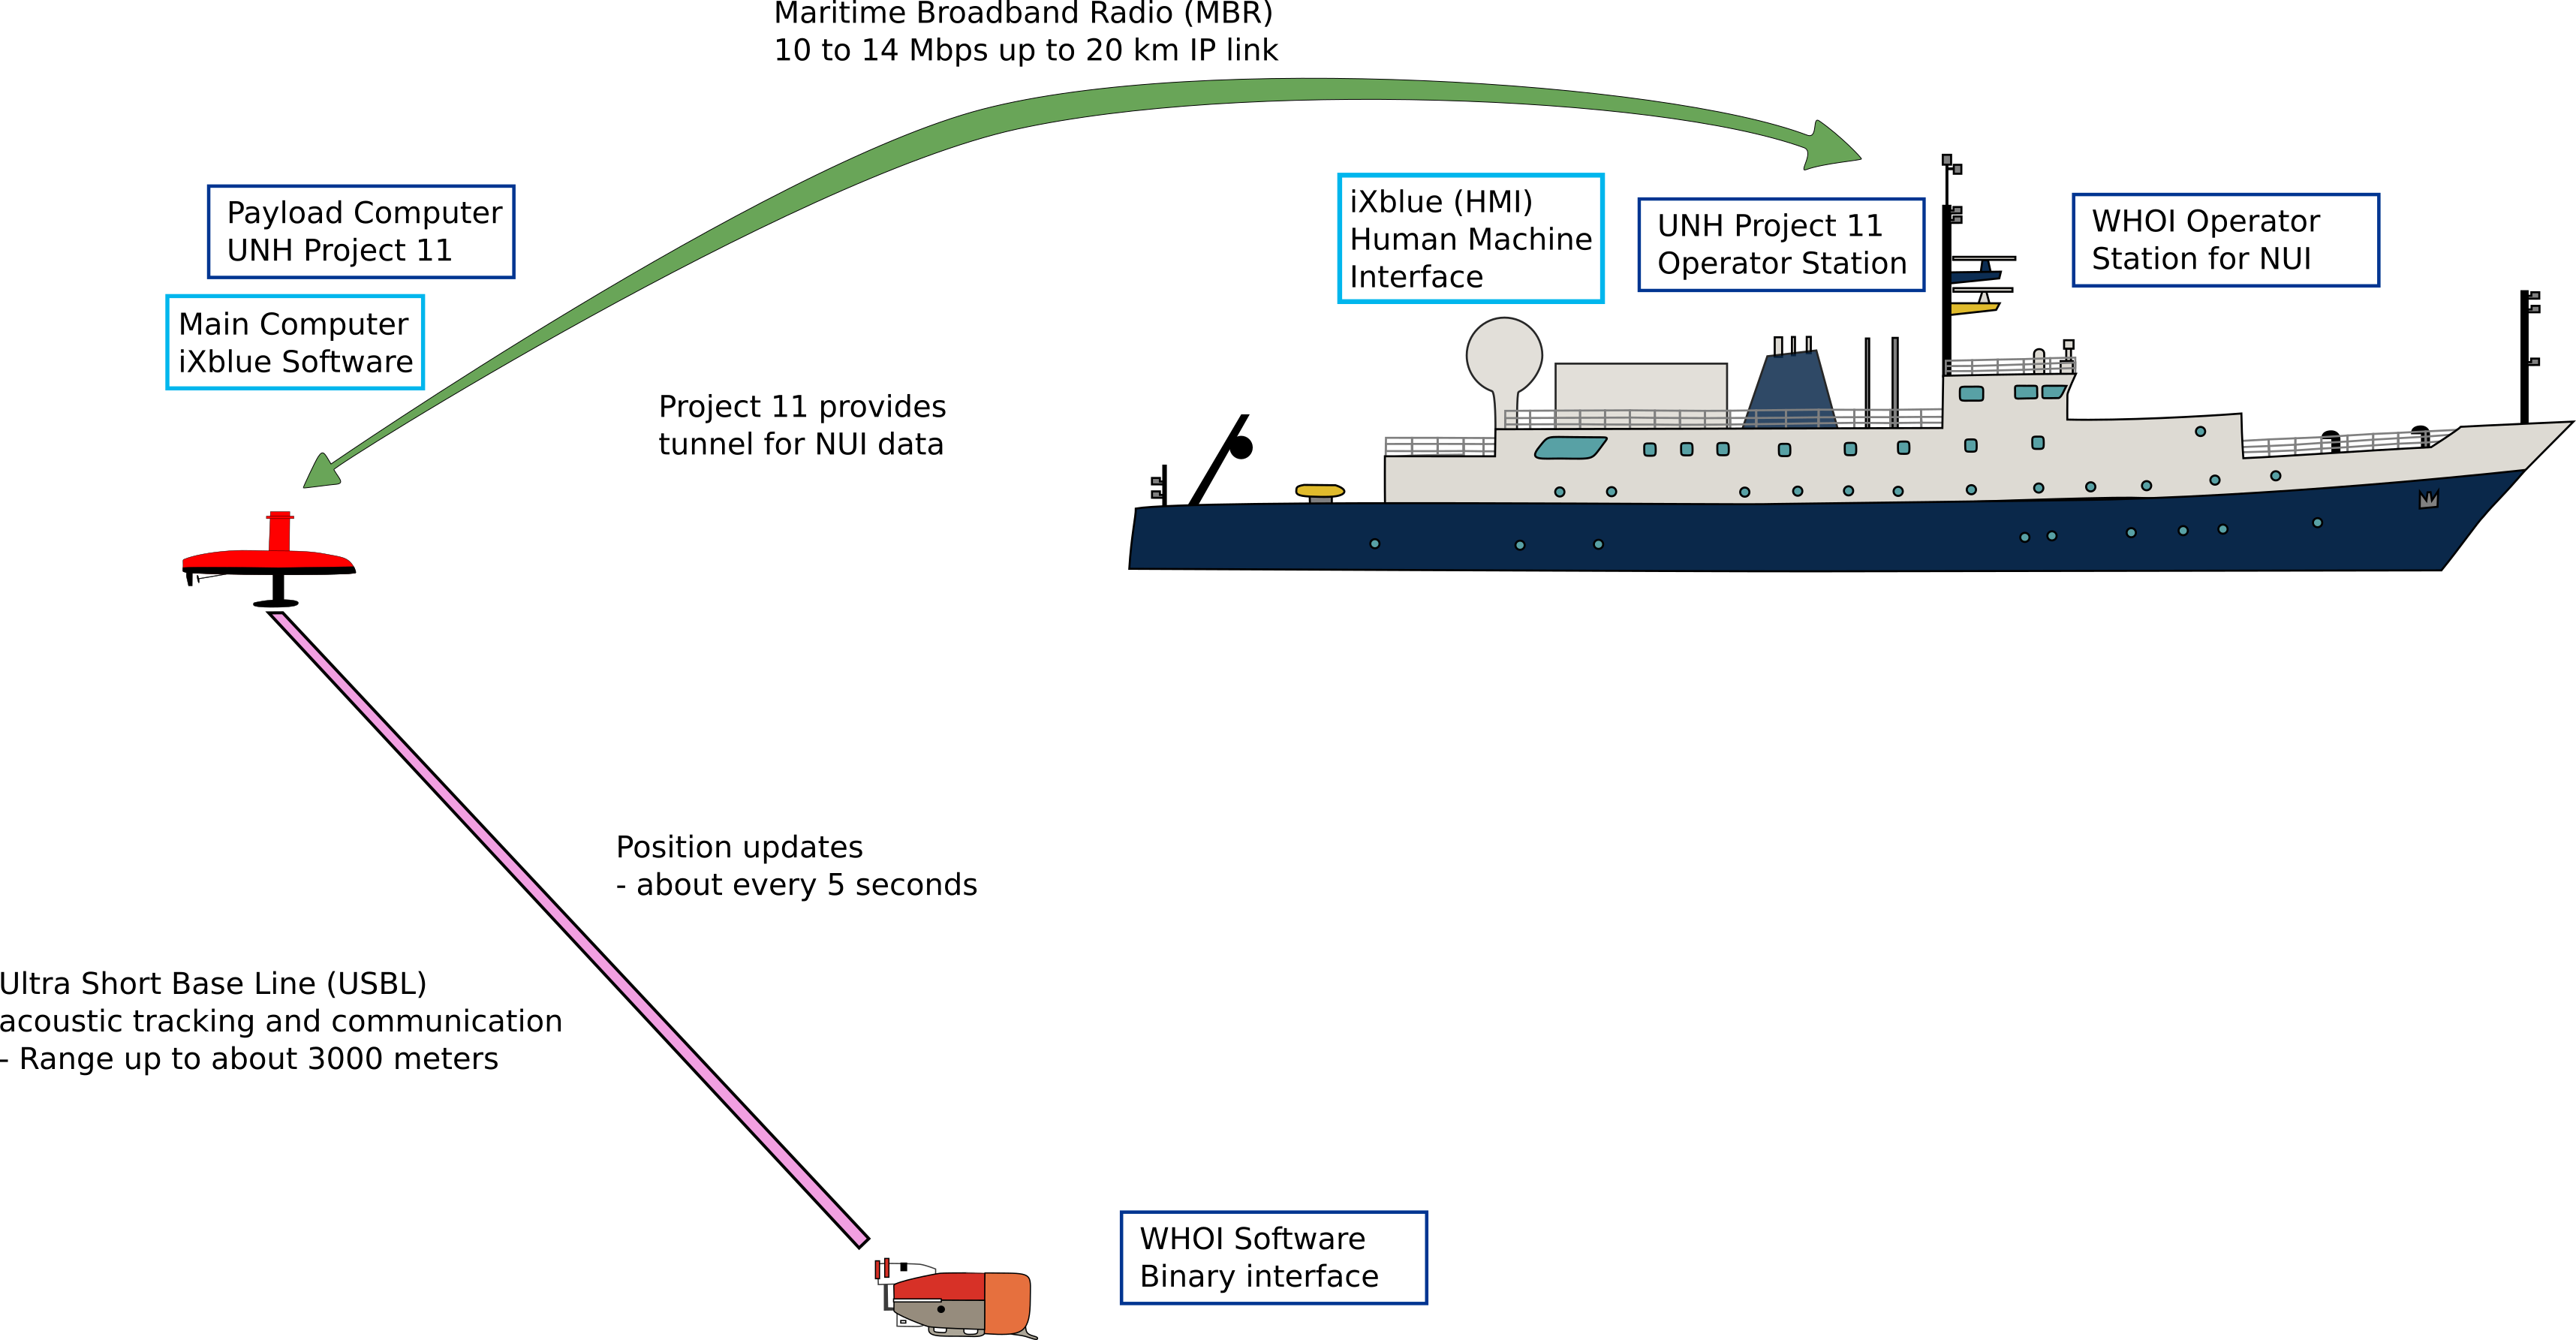 Maritime Broadband Radio (MBR)
10 to 14 Mbps up to 20 km IP link
Payload Computer
UNH Project 11
Main Computer
iXblue Software
iXblue (HMI)
Human Machine
Interface
UNH Project 11
Operator Station
WHOI Operator
Station for NUI
Project 11 provides
tunnel for NUI data
Position updates
- about every 5 seconds
Ultra Short Base Line (USBL)
acoustic tracking and communication
- Range up to about 3000 meters
WHOI Software
Binary interface